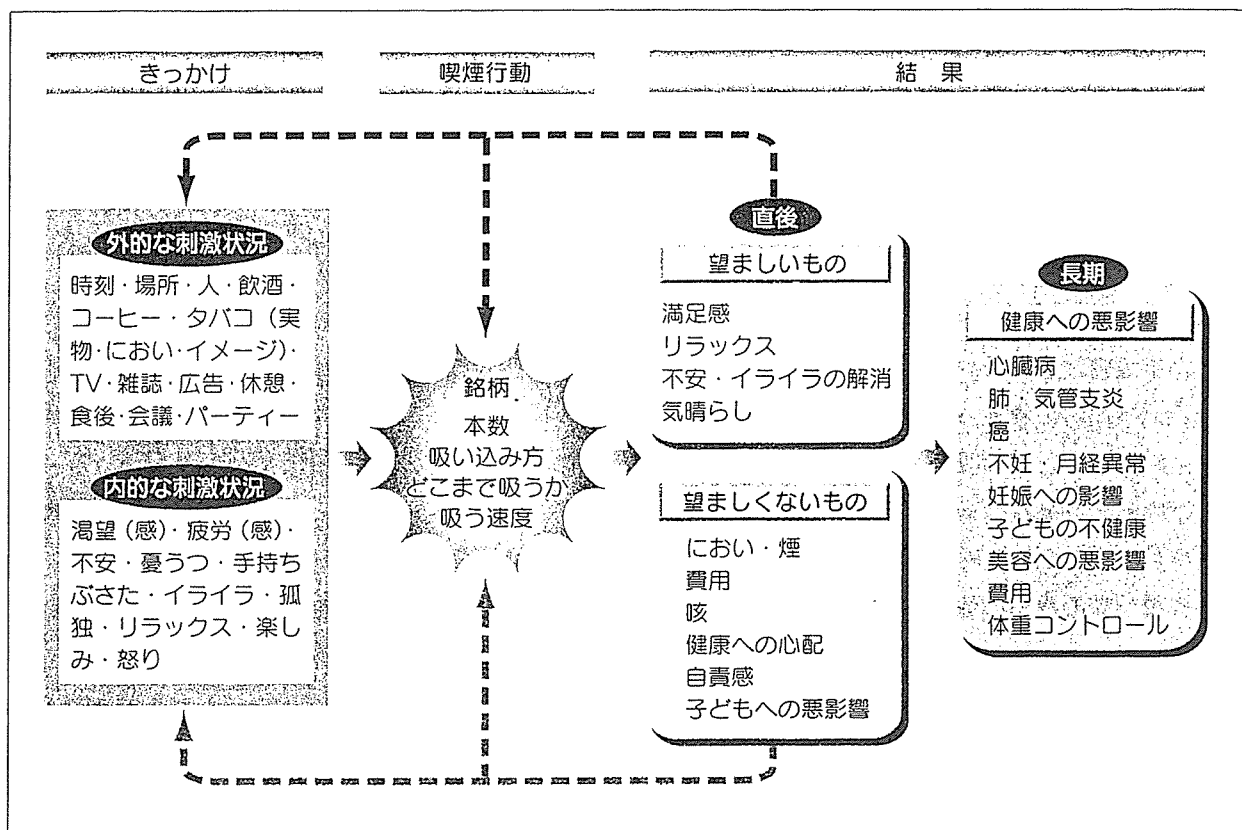 きっかけ
喫煙行動
結 果
外的な刺激状況
時刻・場所・人・飲酒・
コーヒー・タバコ（実
物・におい・イメージ）・
TV・雑誌・広告・休憩・
食後・会議・パーティー
内的な刺激状況
渇望（感）・疲労（感）・
不安・憂うつ・手持ち
ぶさた・イライラ・孤
独・リラックス・楽し
み・怒り
銘柄
本数
吸い込み方
どこまで吸うか
吸う速度
直後
望ましいもの
満足感
リラックス
不安・イライラの解消
気晴らし
望ましくないもの
におい・煙
費用
咳
健康への心配
自責感
子どもへの悪影響
長期
健康への悪影響
心臓病
肺・気管支炎
癌
不妊・月経異常
妊娠への影響
子どもの不健康
美容への悪影響
費用
体重コントロール